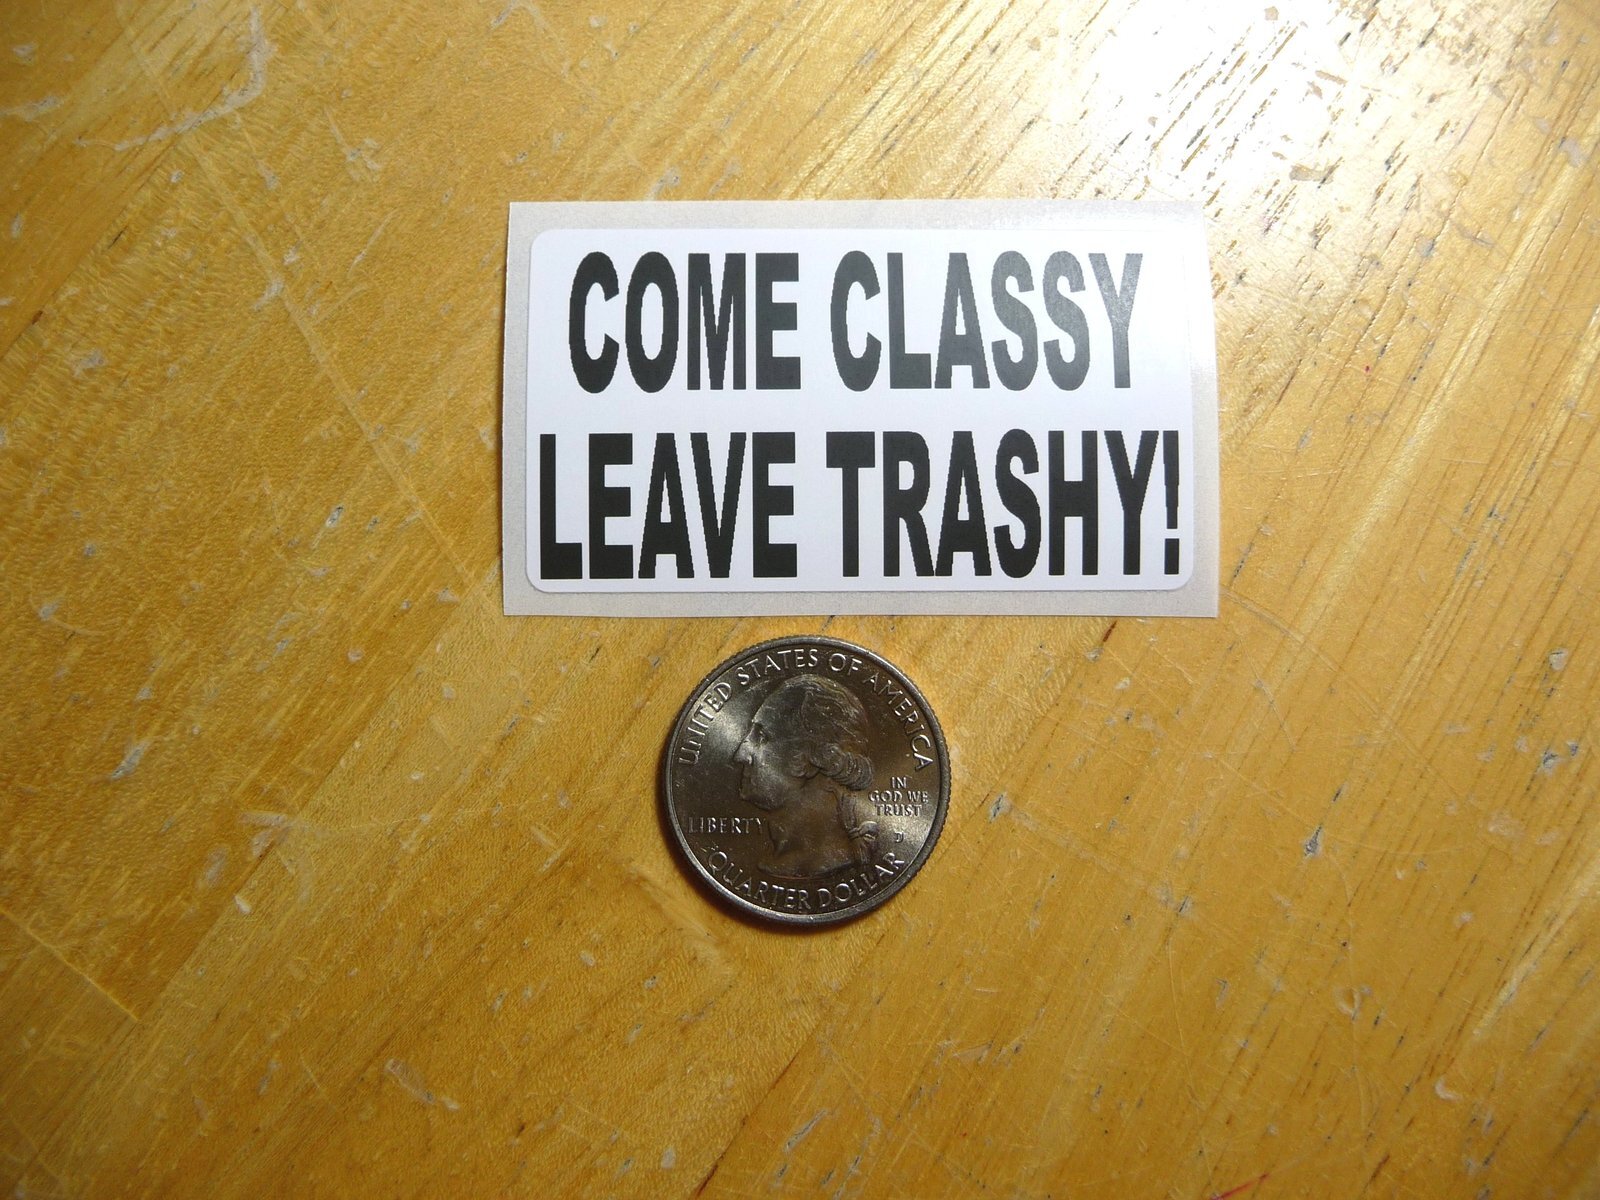 COME CLASSY
LEAVE TRASHY!
UNITED STATES OF AMERICA
IN
GOD WE
TRUST
LIBERTY
D
QUARTER DOLLAR